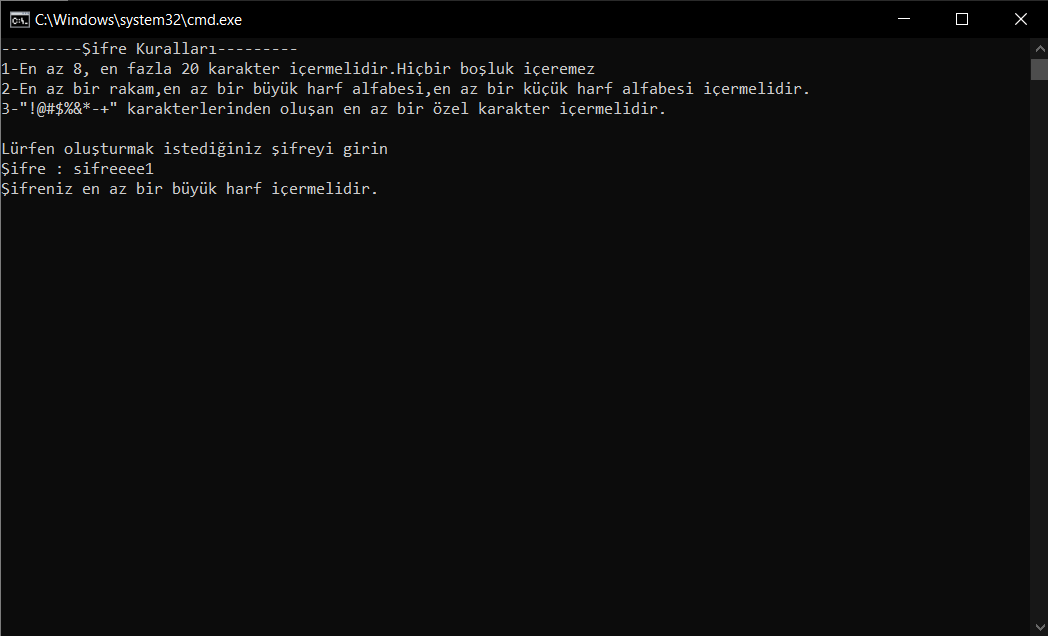 C:\Windows\system32\cmd.exe
---------Şifre Kuralları---------
1-En az 8, en fazla 20 karakter içermelidir.Hiçbir boşluk içeremez
2-En az bir rakam,en az bir büyük harf alfabesi,en az bir küçük harf alfabesi içermelidir.
3-"!@#$%&*-+" karakterlerinden oluşan en az bir özel karakter içermelidir.
Lürfen oluşturmak istediğiniz şifreyi girin
Şifre : sifreeee1
Şifreniz en az bir büyük harf içermelidir.